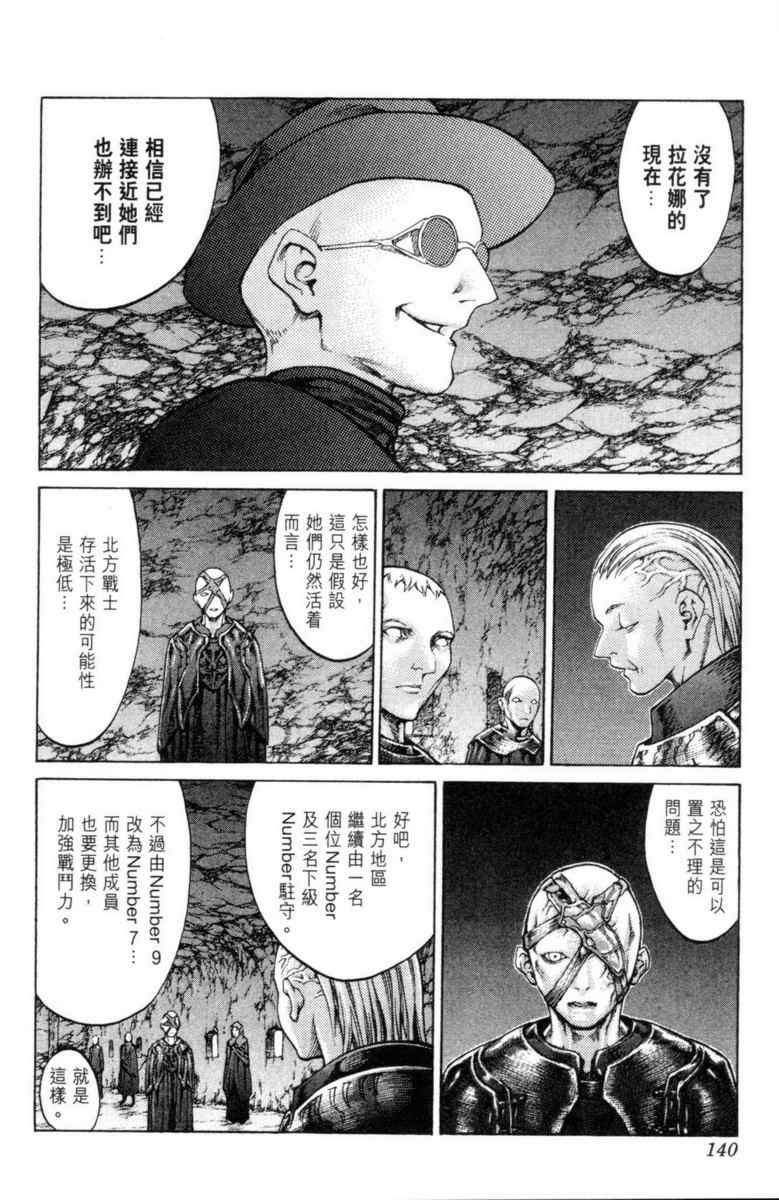 沒有了
拉花娜的
現在…
相信已經
連接近她們
也辦不到吧…
怎樣也好，
這只是假設
她們仍然活着
而言…
北方戰士
存活下來的可能性
是極低…
恐怕這是可以
置之不理的
問題…
好吧，
北方地區
繼續由一名
個位Number
及三名下級
Number駐守。
不過由Number 9
改為Number 7…
而其他成員
也要更換，
加強戰鬥力。
就是
這樣。
140